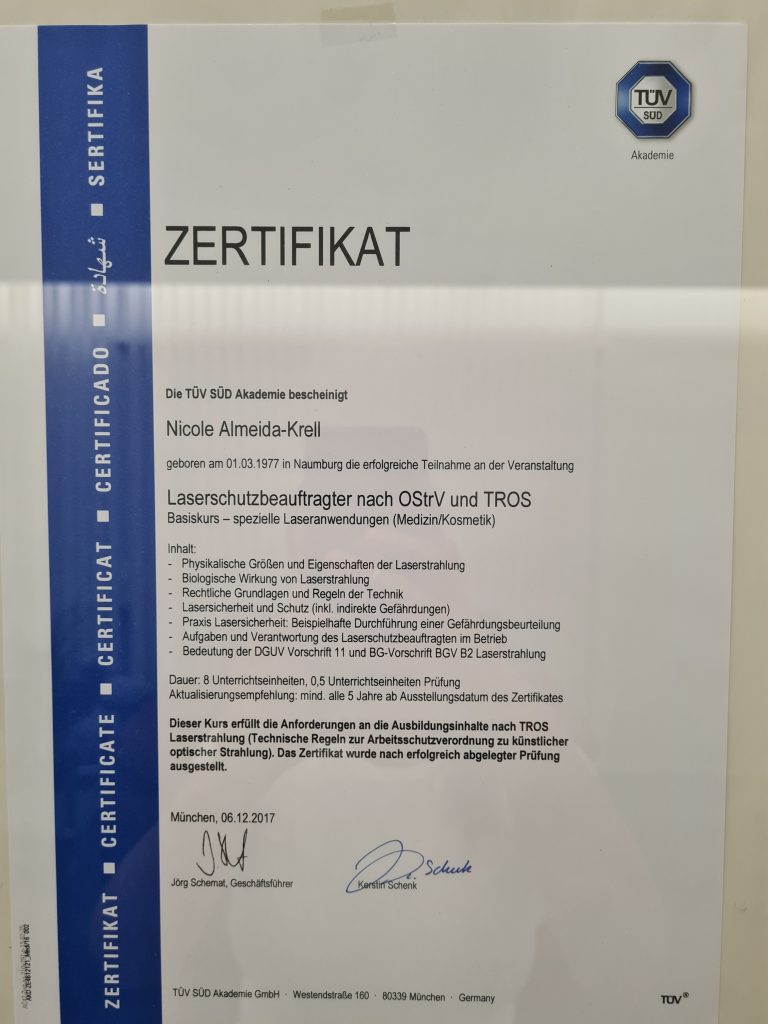 TÜV
SÜD
Akademie
ZERTIFIKAT ■ CERTIFICATE ■ CERTIFICAT ■ CERTIFICADO ■ شهادة ■ SERTIFIKA
ZERTIFIKAT
Die TÜV SÜD Akademie bescheinigt
Nicole Almeida-Krell
geboren am 01.03.1977 in Naumburg die erfolgreiche Teilnahme an der Veranstaltung
Laserschutzbeauftragter nach OStrV und TROS
Basiskurs – spezielle Laseranwendungen (Medizin/Kosmetik)
Inhalt:
- Physikalische Größen und Eigenschaften der Laserstrahlung
- Biologische Wirkung von Laserstrahlung
- Rechtliche Grundlagen und Regeln der Technik
- Lasersicherheit und Schutz (inkl. indirekte Gefährdungen)
- Praxis Lasersicherheit: Beispielhafte Durchführung einer Gefährdungsbeurteilung
- Aufgaben und Verantwortung des Laserschutzbeauftragten im Betrieb
- Bedeutung der DGUV Vorschrift 11 und BG-Vorschrift BGV B2 Laserstrahlung
Dauer: 8 Unterrichtseinheiten, 0,5 Unterrichtseinheiten Prüfung
Aktualisierungsempfehlung: mind. alle 5 Jahre ab Ausstellungsdatum des Zertifikates
Dieser Kurs erfüllt die Anforderungen an die Ausbildungsinhalte nach TROS
Laserstrahlung (Technische Regeln zur Arbeitsschutzverordnung zu künstlicher
optischer Strahlung). Das Zertifikat wurde nach erfolgreich abgelegter Prüfung
ausgestellt.
München, 06.12.2017
Schenk
Jörg Schemat, Geschäftsführer
Kerstin Schenk
TÜV SÜD Akademie GmbH · Westendstraße 160 · 80339 München · Germany
TÜV®